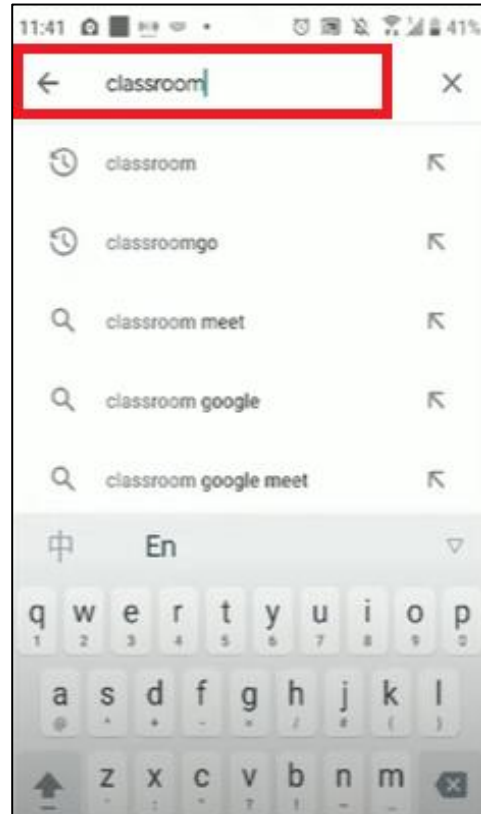 11:41 41%
classroom
classroom
classroomgo
classroom meet
classroom google
classroom google meet
中 En
q w e r t y u i o p
1 2 3 4 5 6 7 8 9 0
a s d f g h j k l
z x c v b n m